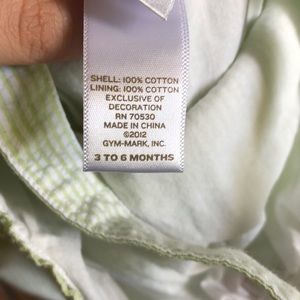 SHELL: 100% COTTON
LINING: 100% COTTON
EXCLUSIVE OF
DECORATION
RN 70530
MADE IN CHINA
©2012
GYM-MARK, INC.
3 TO 6 MONTHS